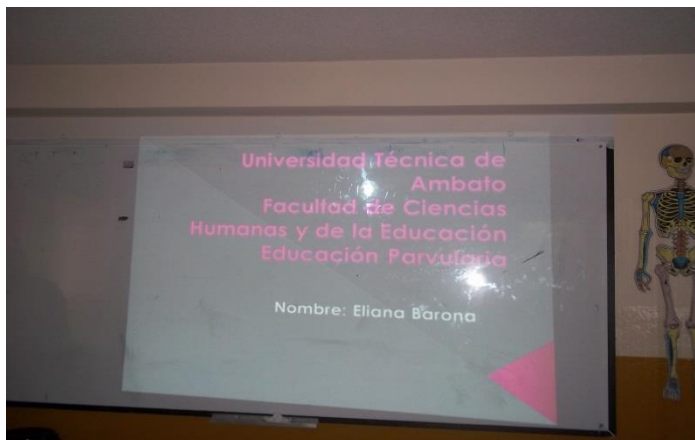 Universidad Técnica de
Ambato
Facultad de Ciencias
Humanas y de la Educación
Educación Parvularia
Nombre: Eliana Barona